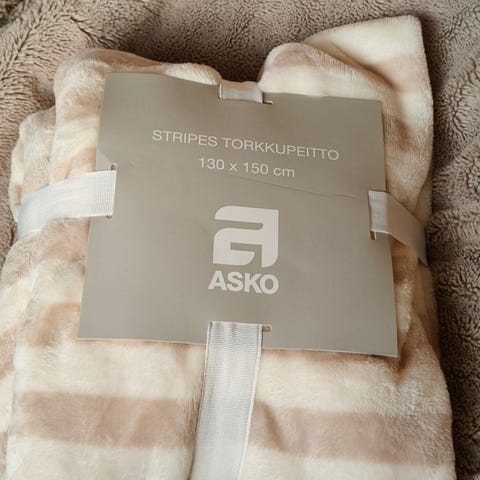 STRIPES TORKKUPEITTO
130 x 150 cm
a
ASKO